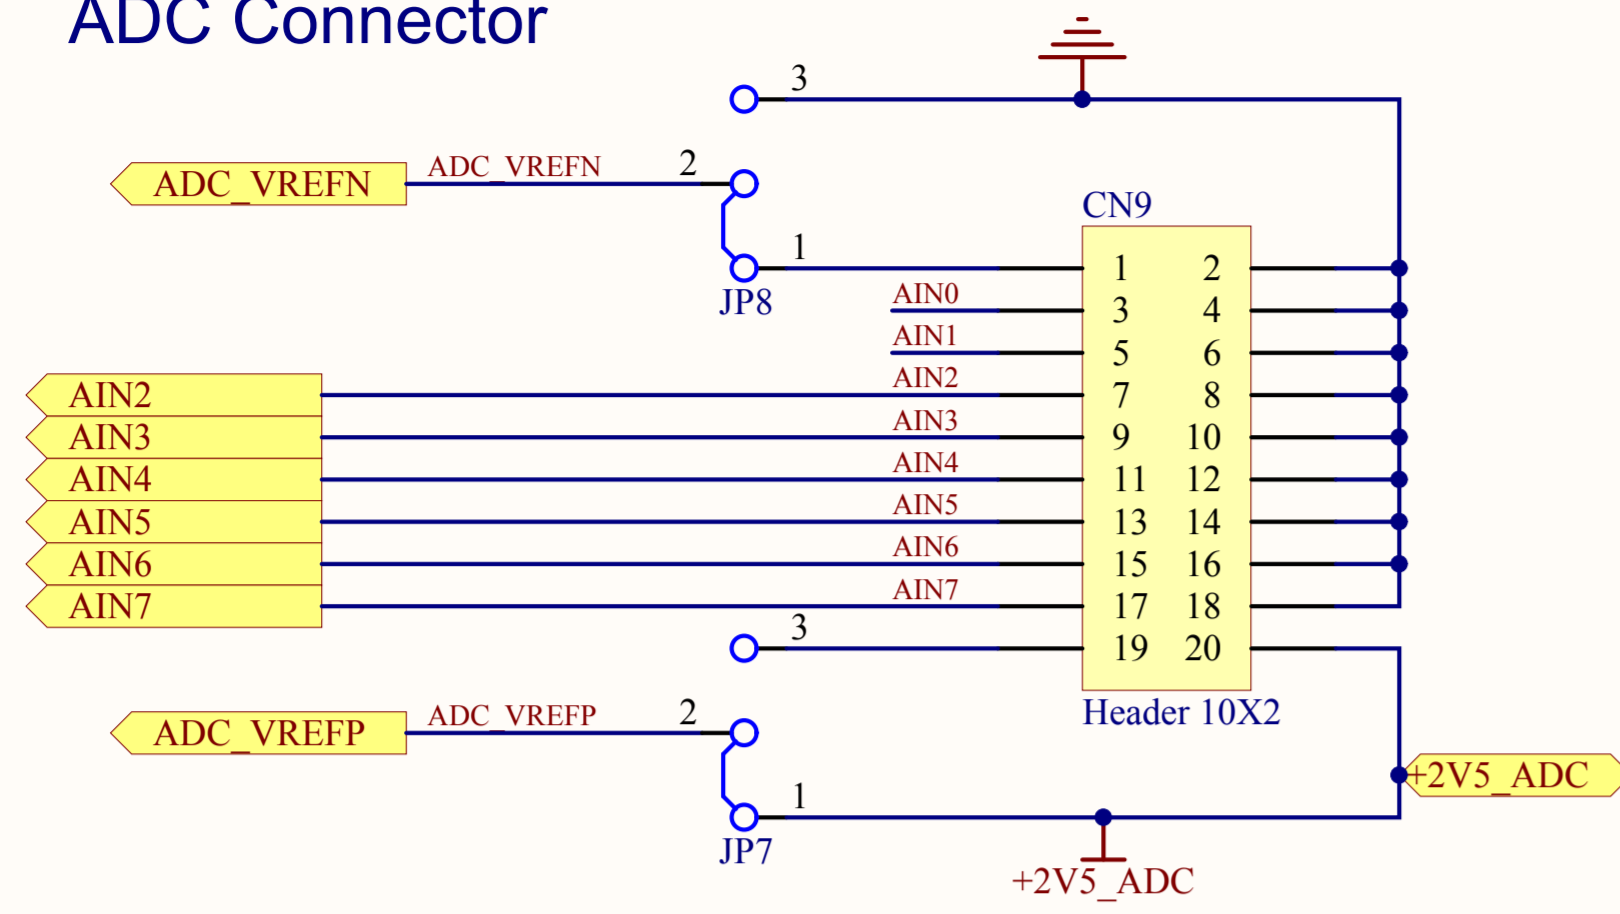 ADC Connector
3
ADC_VREFN
ADC_VREFN
2
CN9
1
1 2
JP8
AIN0
3 4
AIN1
5 6
AIN2
AIN2
7 8
AIN3
AIN3
9 10
AIN4
AIN4
11 12
AIN5
AIN5
13 14
AIN6
AIN6
15 16
AIN7
AIN7
17 18
3
19 20
ADC_VREFP
ADC_VREFP
2
Header 10X2
+2V5_ADC
1
JP7
+2V5_ADC